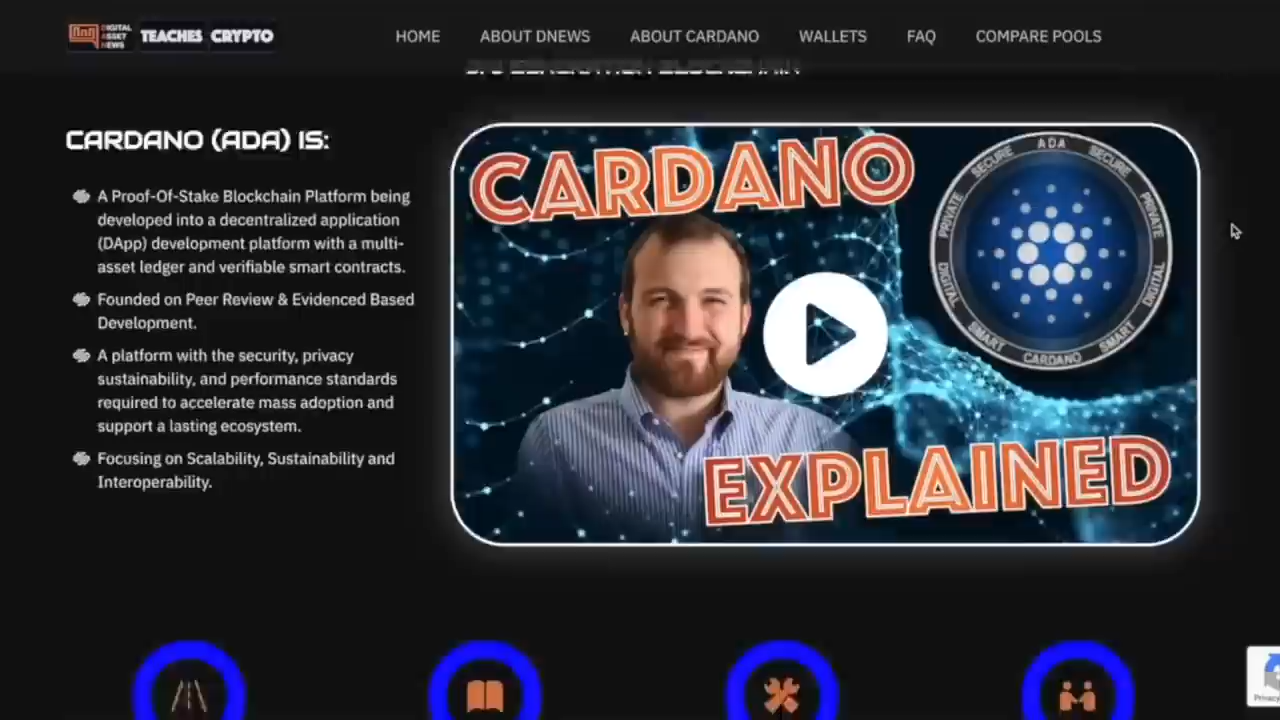 DIGITAL
ASSET
NEWS
TEACHES CRYPTO
HOME
ABOUT DNEWS
ABOUT CARDANO
WALLETS
FAQ
COMPARE POOLS
CARDANO (ADA) IS:
A Proof-Of-Stake Blockchain Platform being
developed into a decentralized application
(DApp) development platform with a multi-
asset ledger and verifiable smart contracts.
Founded on Peer Review & Evidenced Based
Development.
A platform with the security, privacy
sustainability, and performance standards
required to accelerate mass adoption and
support a lasting ecosystem.
Focusing on Scalability, Sustainability and
Interoperability.
CARDANO
ADA SECURE PRIVATE DIGITAL SMART CARDANO SMART DIGITAL PRIVATE SECURE
EXPLAINED
Privacy